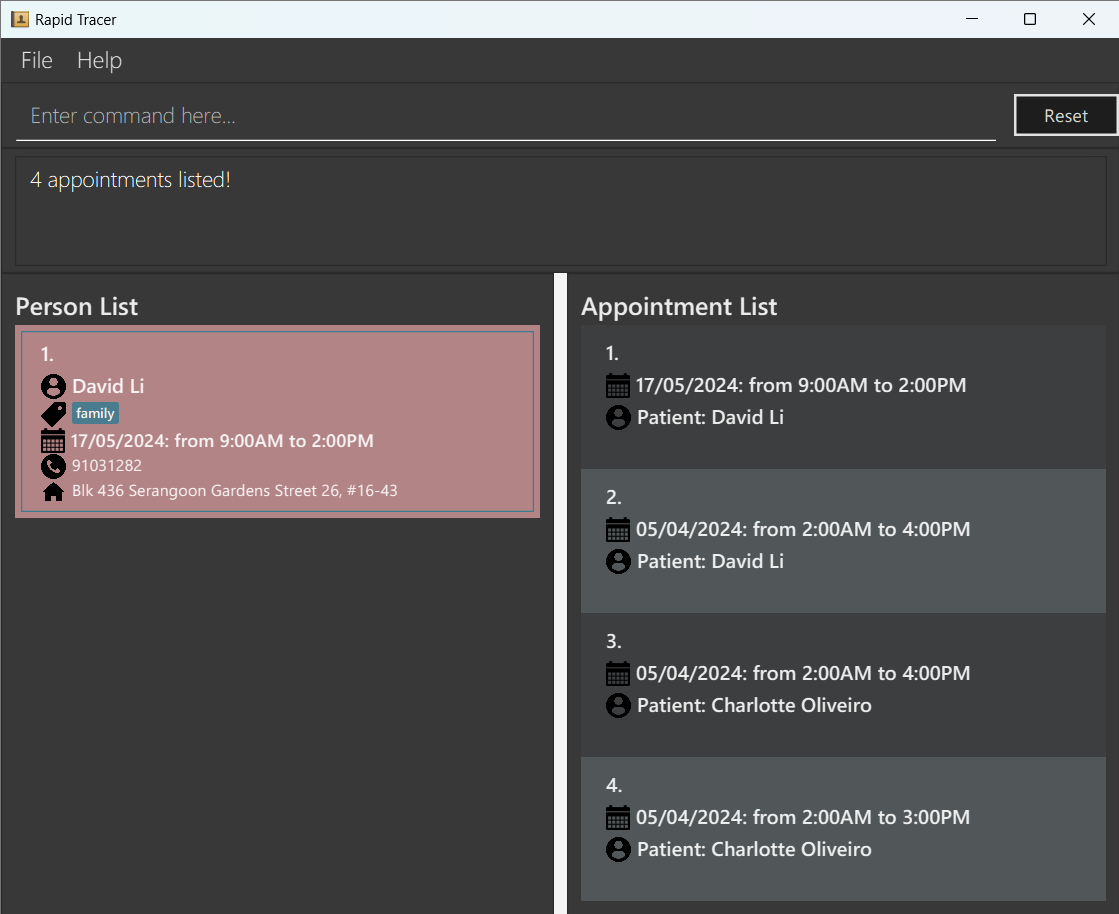 Rapid Tracer
File Help
Enter command here...
Reset
4 appointments listed!
Person List
1.
David Li
family
17/05/2024: from 9:00AM to 2:00PM
91031282
Blk 436 Serangoon Gardens Street 26, #16-43
Appointment List
1.
17/05/2024: from 9:00AM to 2:00PM
Patient: David Li
2.
05/04/2024: from 2:00AM to 4:00PM
Patient: David Li
3.
05/04/2024: from 2:00AM to 4:00PM
Patient: Charlotte Oliveiro
4.
05/04/2024: from 2:00AM to 3:00PM
Patient: Charlotte Oliveiro